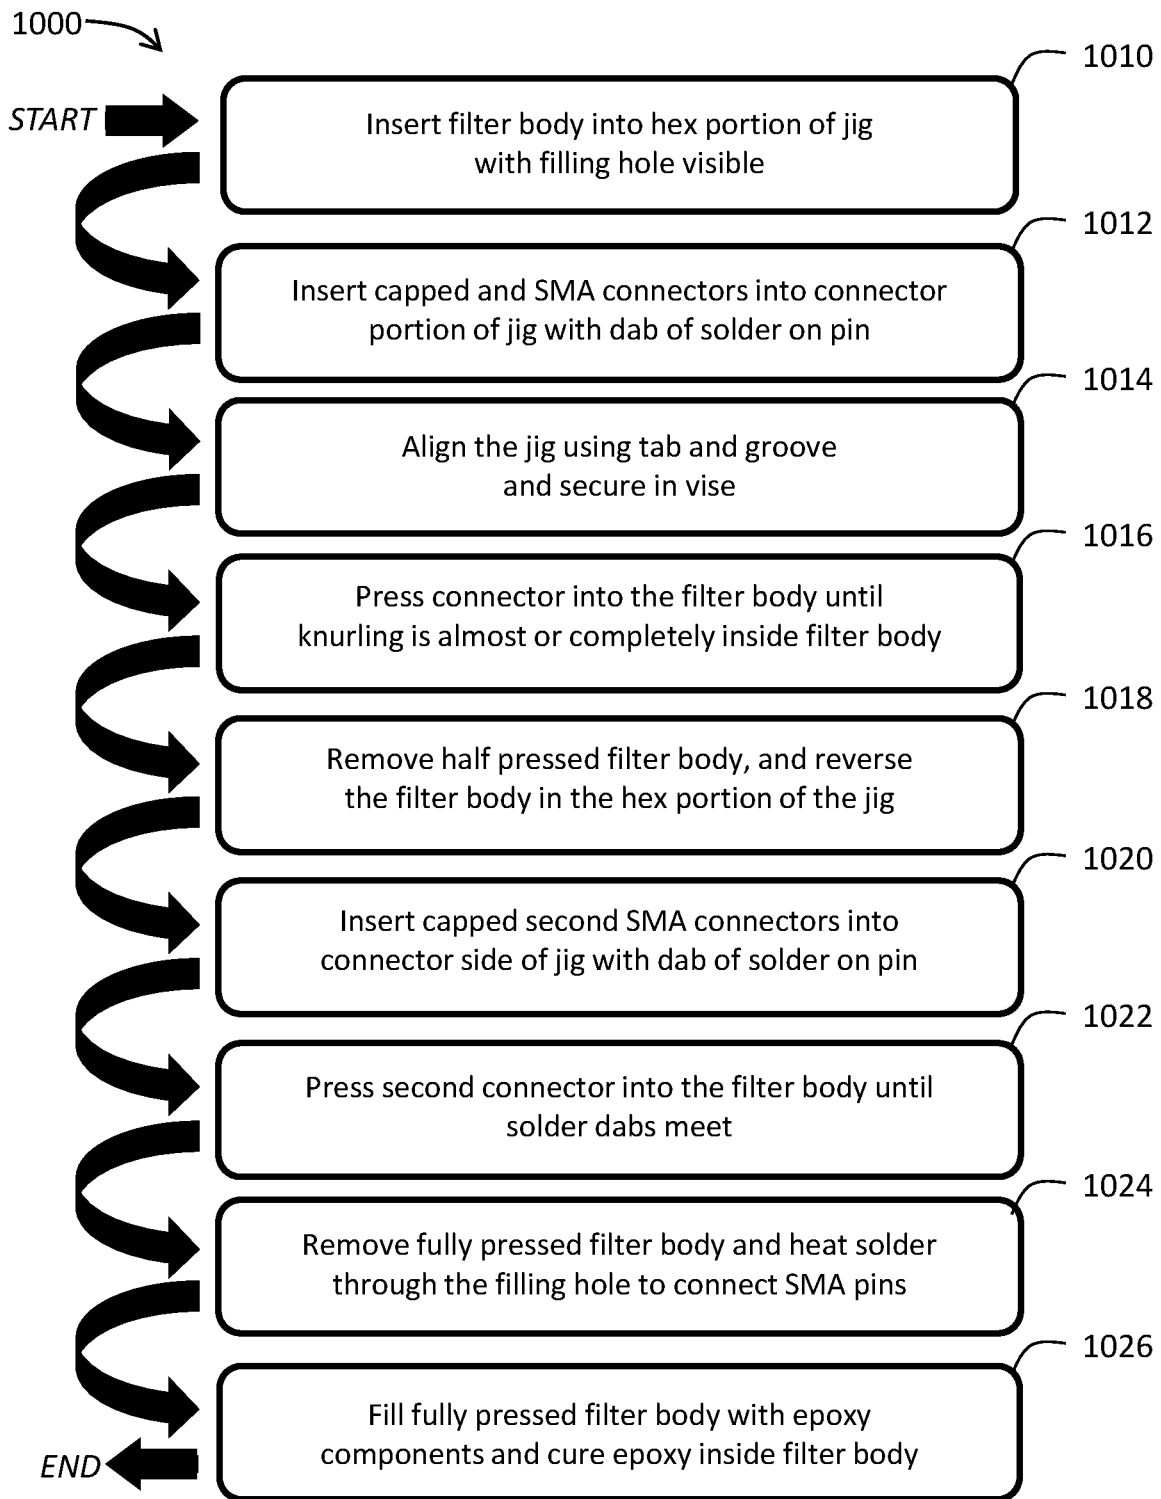 1000
1010
START
Insert filter body into hex portion of jig
with filling hole visible
1012
Insert capped and SMA connectors into connector
portion of jig with dab of solder on pin
1014
Align the jig using tab and groove
and secure in vise
1016
Press connector into the filter body until
knurling is almost or completely inside filter body
1018
Remove half pressed filter body, and reverse
the filter body in the hex portion of the jig
1020
Insert capped second SMA connectors into
connector side of jig with dab of solder on pin
1022
Press second connector into the filter body until
solder dabs meet
1024
Remove fully pressed filter body and heat solder
through the filling hole to connect SMA pins
1026
Fill fully pressed filter body with epoxy
components and cure epoxy inside filter body
END